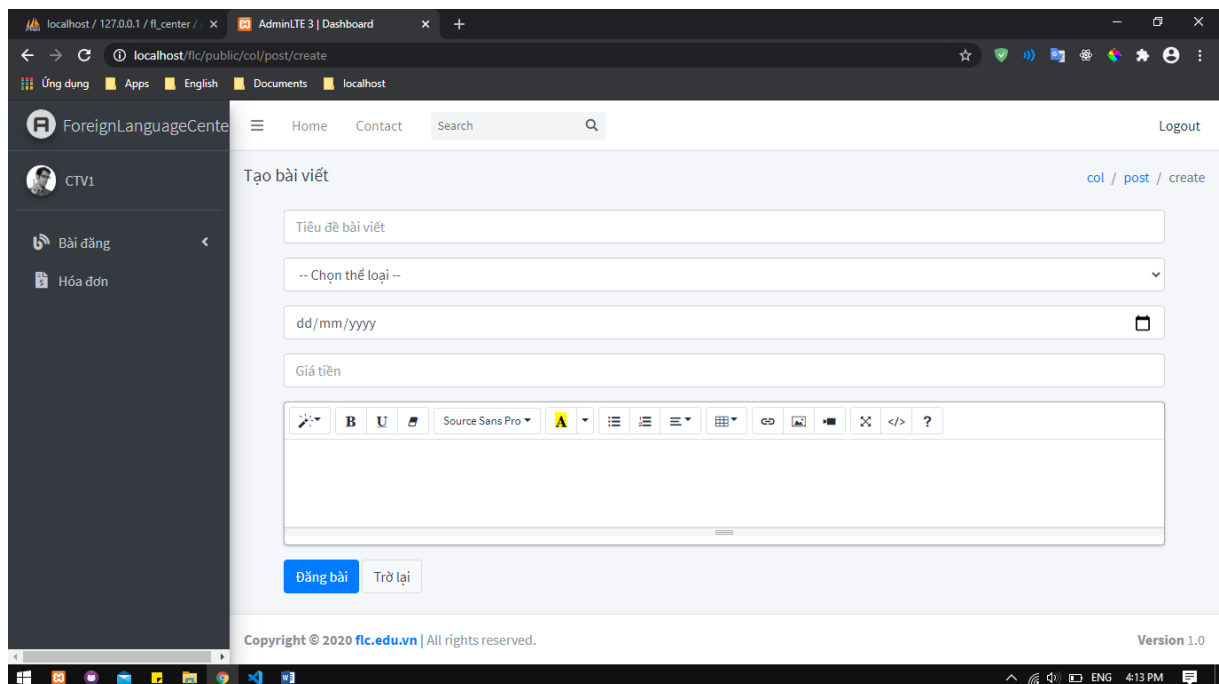 localhost / 127.0.0.1 / fl_center /
AdminLTE 3 | Dashboard
localhost/flc/public/col/post/create
Ứng dụng
Apps
English
Documents
localhost
ForeignLanguageCente
Home
Contact
Search
Logout
CTV1
Tạo bài viết
col / post / create
Bài đăng
Hóa đơn
Tiêu đề bài viết
-- Chọn thể loại --
dd/mm/yyyy
Giá tiền
B U Source Sans Pro A </> ?
Đăng bài
Trờ lại
Copyright © 2020 flc.edu.vn | All rights reserved.
Version 1.0
ENG 4:13 PM